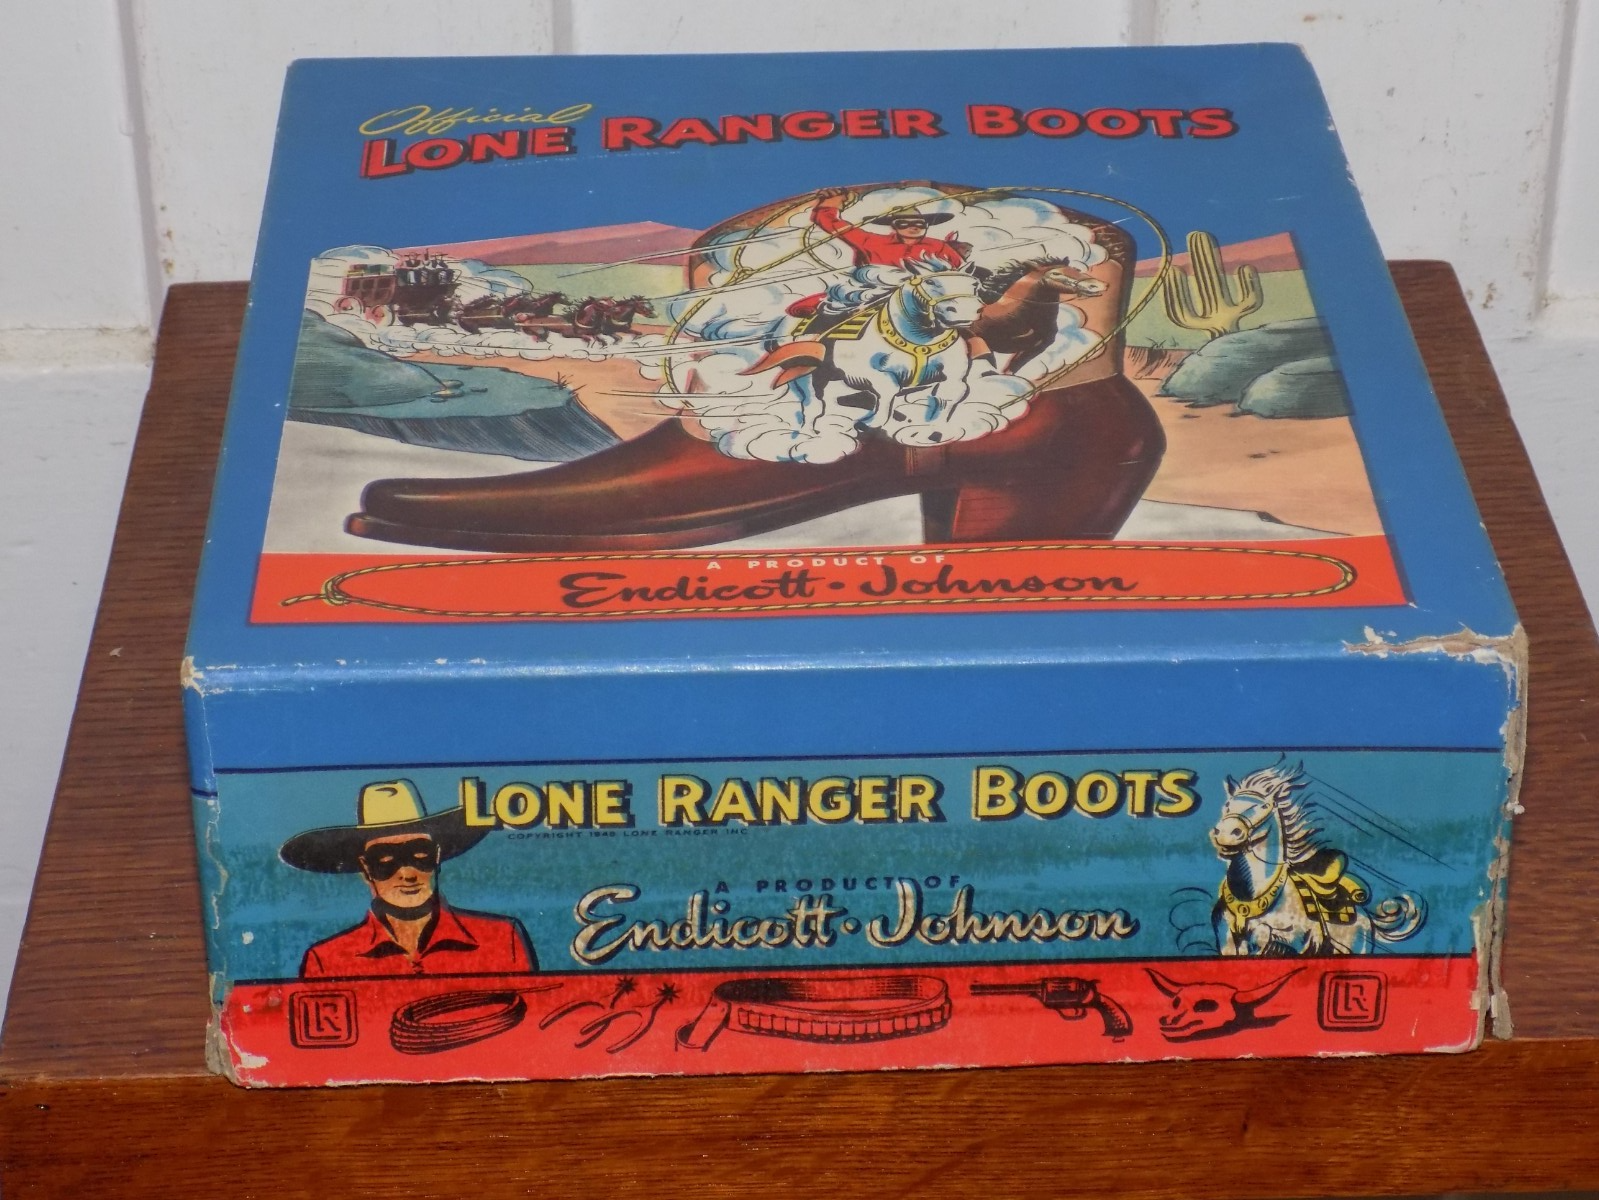 Official
LONE RANGER BOOTS
A PRODUCT OF
Endicott · Johnson
LONE RANGER BOOTS
COPYRIGHT 1949 LONE RANGER INC
A PRODUCT OF
Endicott · Johnson
LR
LR